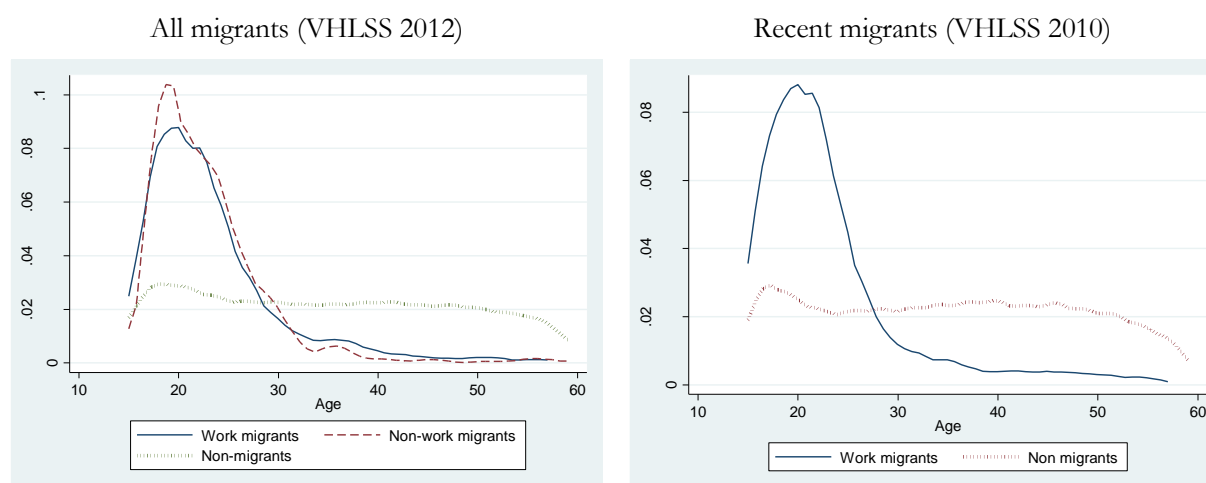 All migrants (VHLSS 2012)
.1
.08
.06
.04
.02
0
10 20 30 40 50 60
Age
Work migrants Non-work migrants
Non-migrants
Recent migrants (VHLSS 2010)
.08
.06
.04
.02
0
10 20 30 40 50 60
Age
Work migrants Non migrants